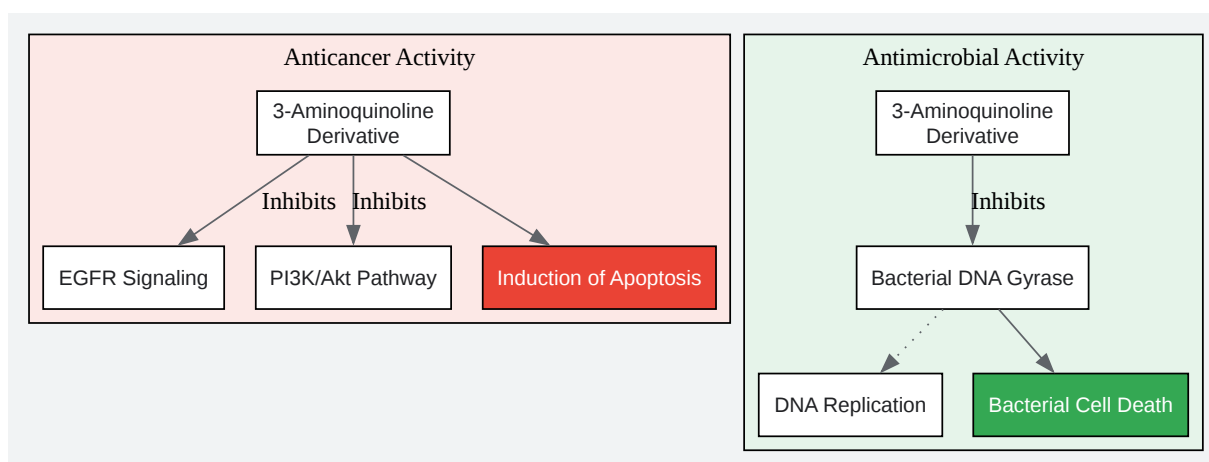 Anticancer Activity
3-Aminoquinoline
Derivative
Inhibits
Inhibits
EGFR Signaling
PI3K/Akt Pathway
Induction of Apoptosis
Antimicrobial Activity
3-Aminoquinoline
Derivative
Inhibits
Bacterial DNA Gyrase
DNA Replication
Bacterial Cell Death